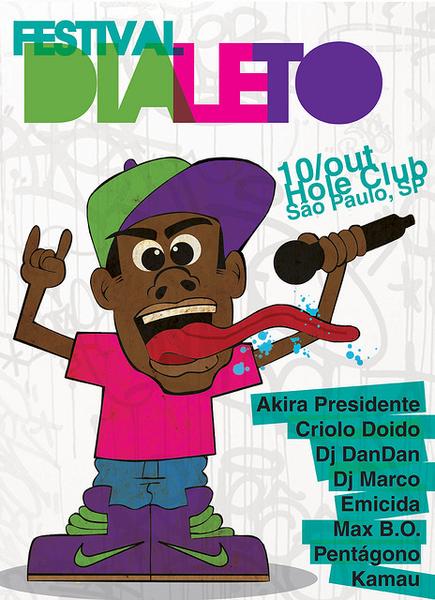 FESTIVAL
DIALETO
10/out
Hole Club
São Paulo, SP
Akira Presidente
Criolo Doido
Dj DanDan
Dj Marco
Emicida
Max B.O.
Pentágono
Kamau